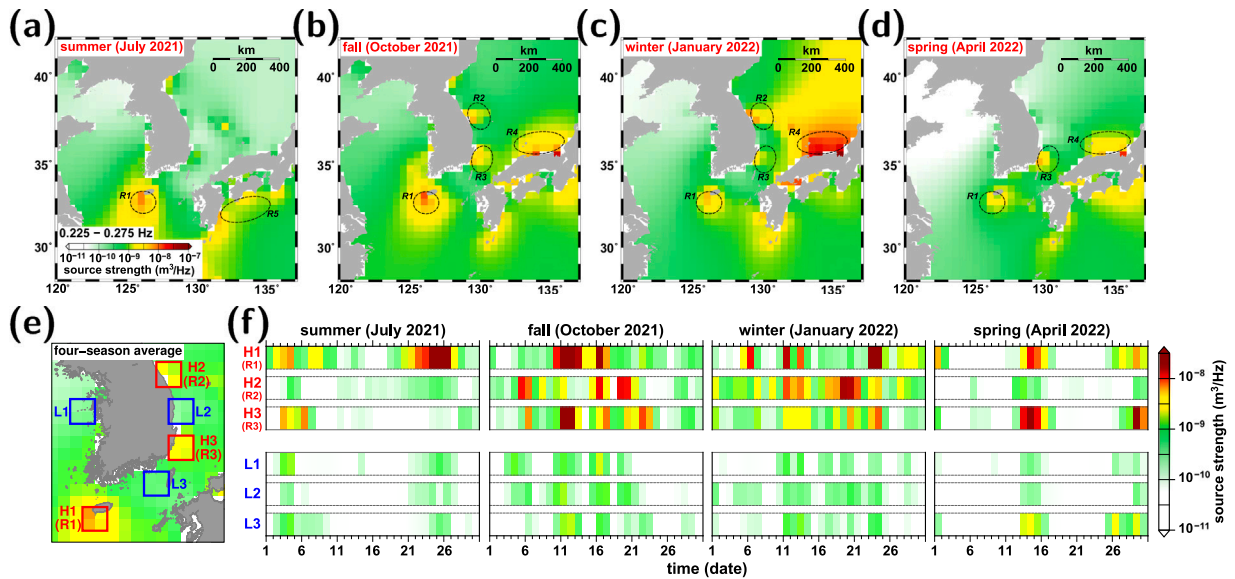 (a)
summer (July 2021)
km
0 200 400
40˚
35˚
30˚
R1
R5
0.225 − 0.275 Hz
10⁻¹¹ 10⁻¹⁰ 10⁻⁹ 10⁻⁸ 10⁻⁷
source strength (m³/Hz)
120˚ 125˚ 130˚ 135˚
(b)
fall (October 2021)
km
0 200 400
40˚
35˚
30˚
R2
R4
R3
R1
120˚ 125˚ 130˚ 135˚
(c)
winter (January 2022)
km
0 200 400
40˚
35˚
30˚
R2
R4
R3
R1
120˚ 125˚ 130˚ 135˚
(d)
spring (April 2022)
km
0 200 400
40˚
35˚
30˚
R4
R3
R1
120˚ 125˚ 130˚ 135˚
(e)
four−season average
H2
(R2)
L1
L2
H3
(R3)
L3
H1
(R1)
(f)
summer (July 2021) fall (October 2021) winter (January 2022) spring (April 2022)
H1
(R1)
H2
(R2)
H3
(R3)
L1
L2
L3
1 6 11 16 21 26 1 6 11 16 21 26 1 6 11 16 21 26 1 6 11 16 21 26
time (date)
10⁻⁸
10⁻⁹
10⁻¹⁰
10⁻¹¹
source strength (m³/Hz)